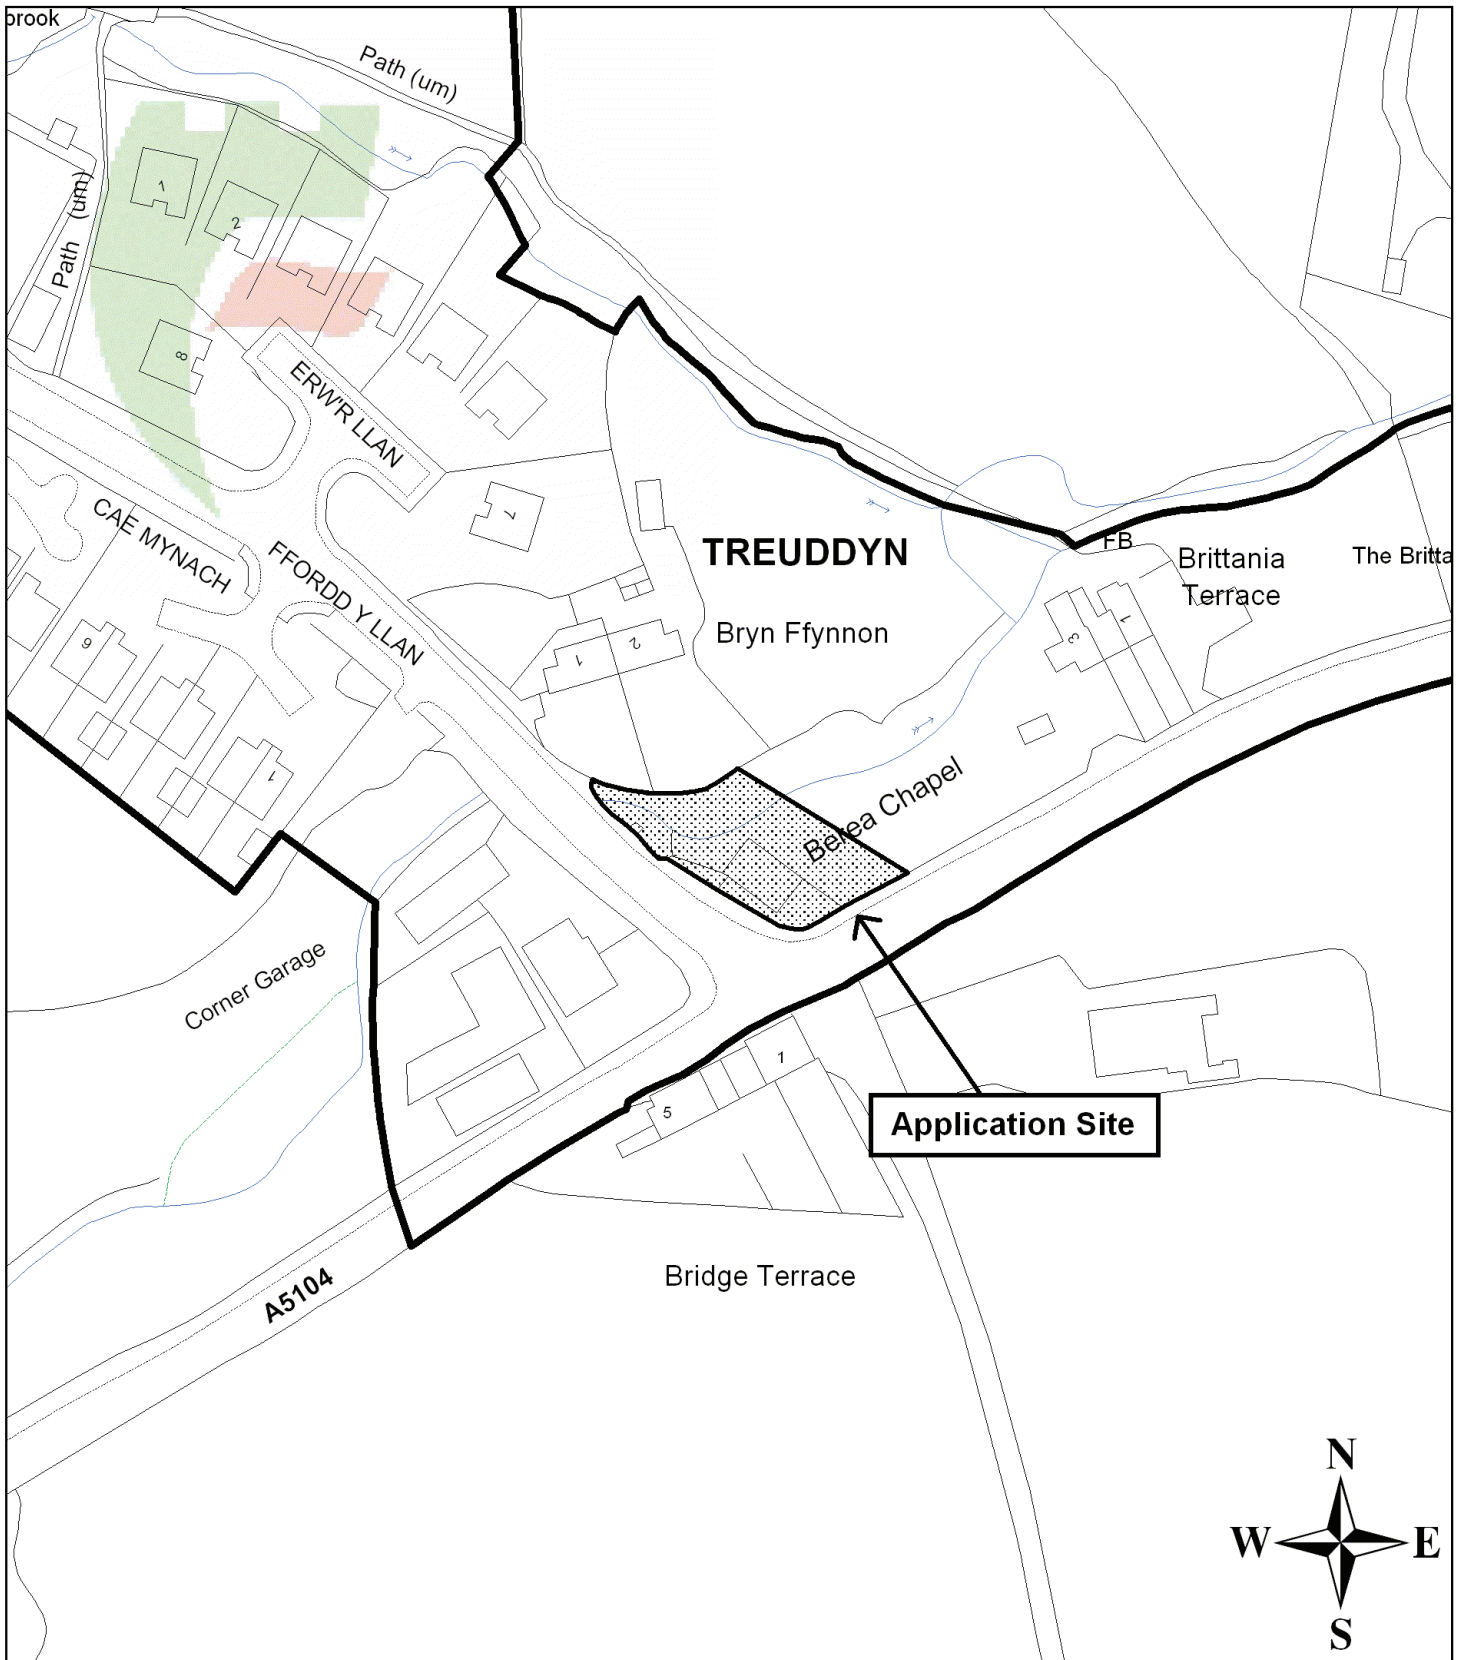 brook
Path (um)
Path (um)
1
2
8
ERW'R LLAN
CAE MYNACH
FFORDD Y LLAN
7
TREUDDYN
FB
Brittania
Terrace
The Britta
Bryn Ffynnon
1
2
3
1
6
1
Berea Chapel
Corner Garage
1
5
Application Site
Bridge Terrace
A5104
N
W
E
S